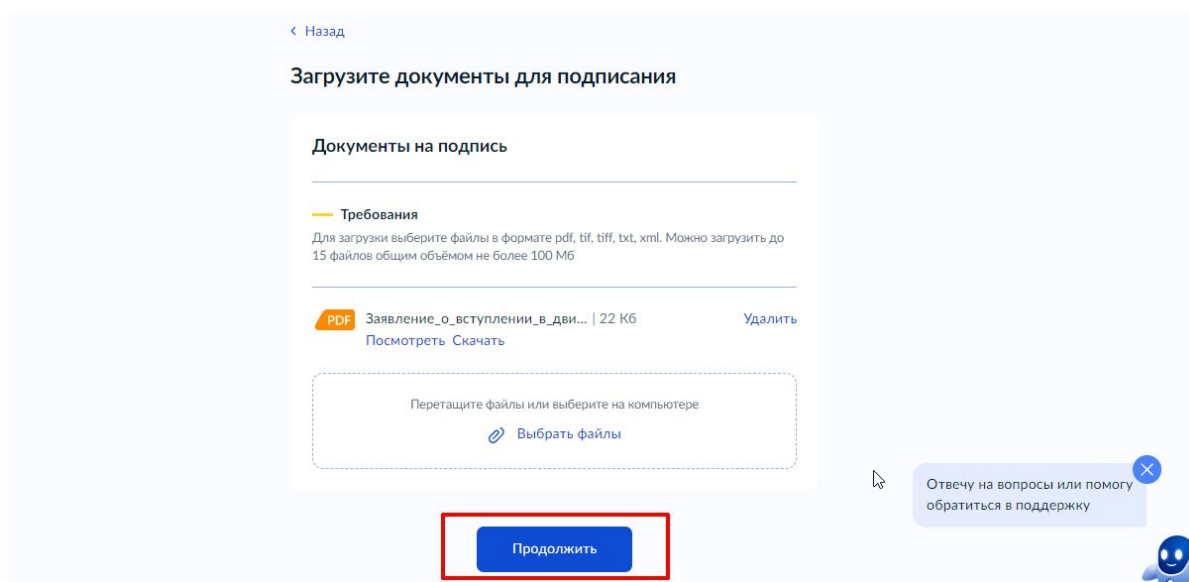 Назад
Загрузите документы для подписания
Документы на подпись
Требования
Для загрузки выберите файлы в формате pdf, tif, tiff, txt, xml. Можно загрузить до
15 файлов общим объёмом не более 100 Мб
PDF Заявление_о_вступлении_в_дви... | 22 Кб Удалить
Посмотреть Скачать
Перетащите файлы или выберите на компьютере
Выбрать файлы
Отвечу на вопросы или помогу
обратиться в поддержку
Продолжить